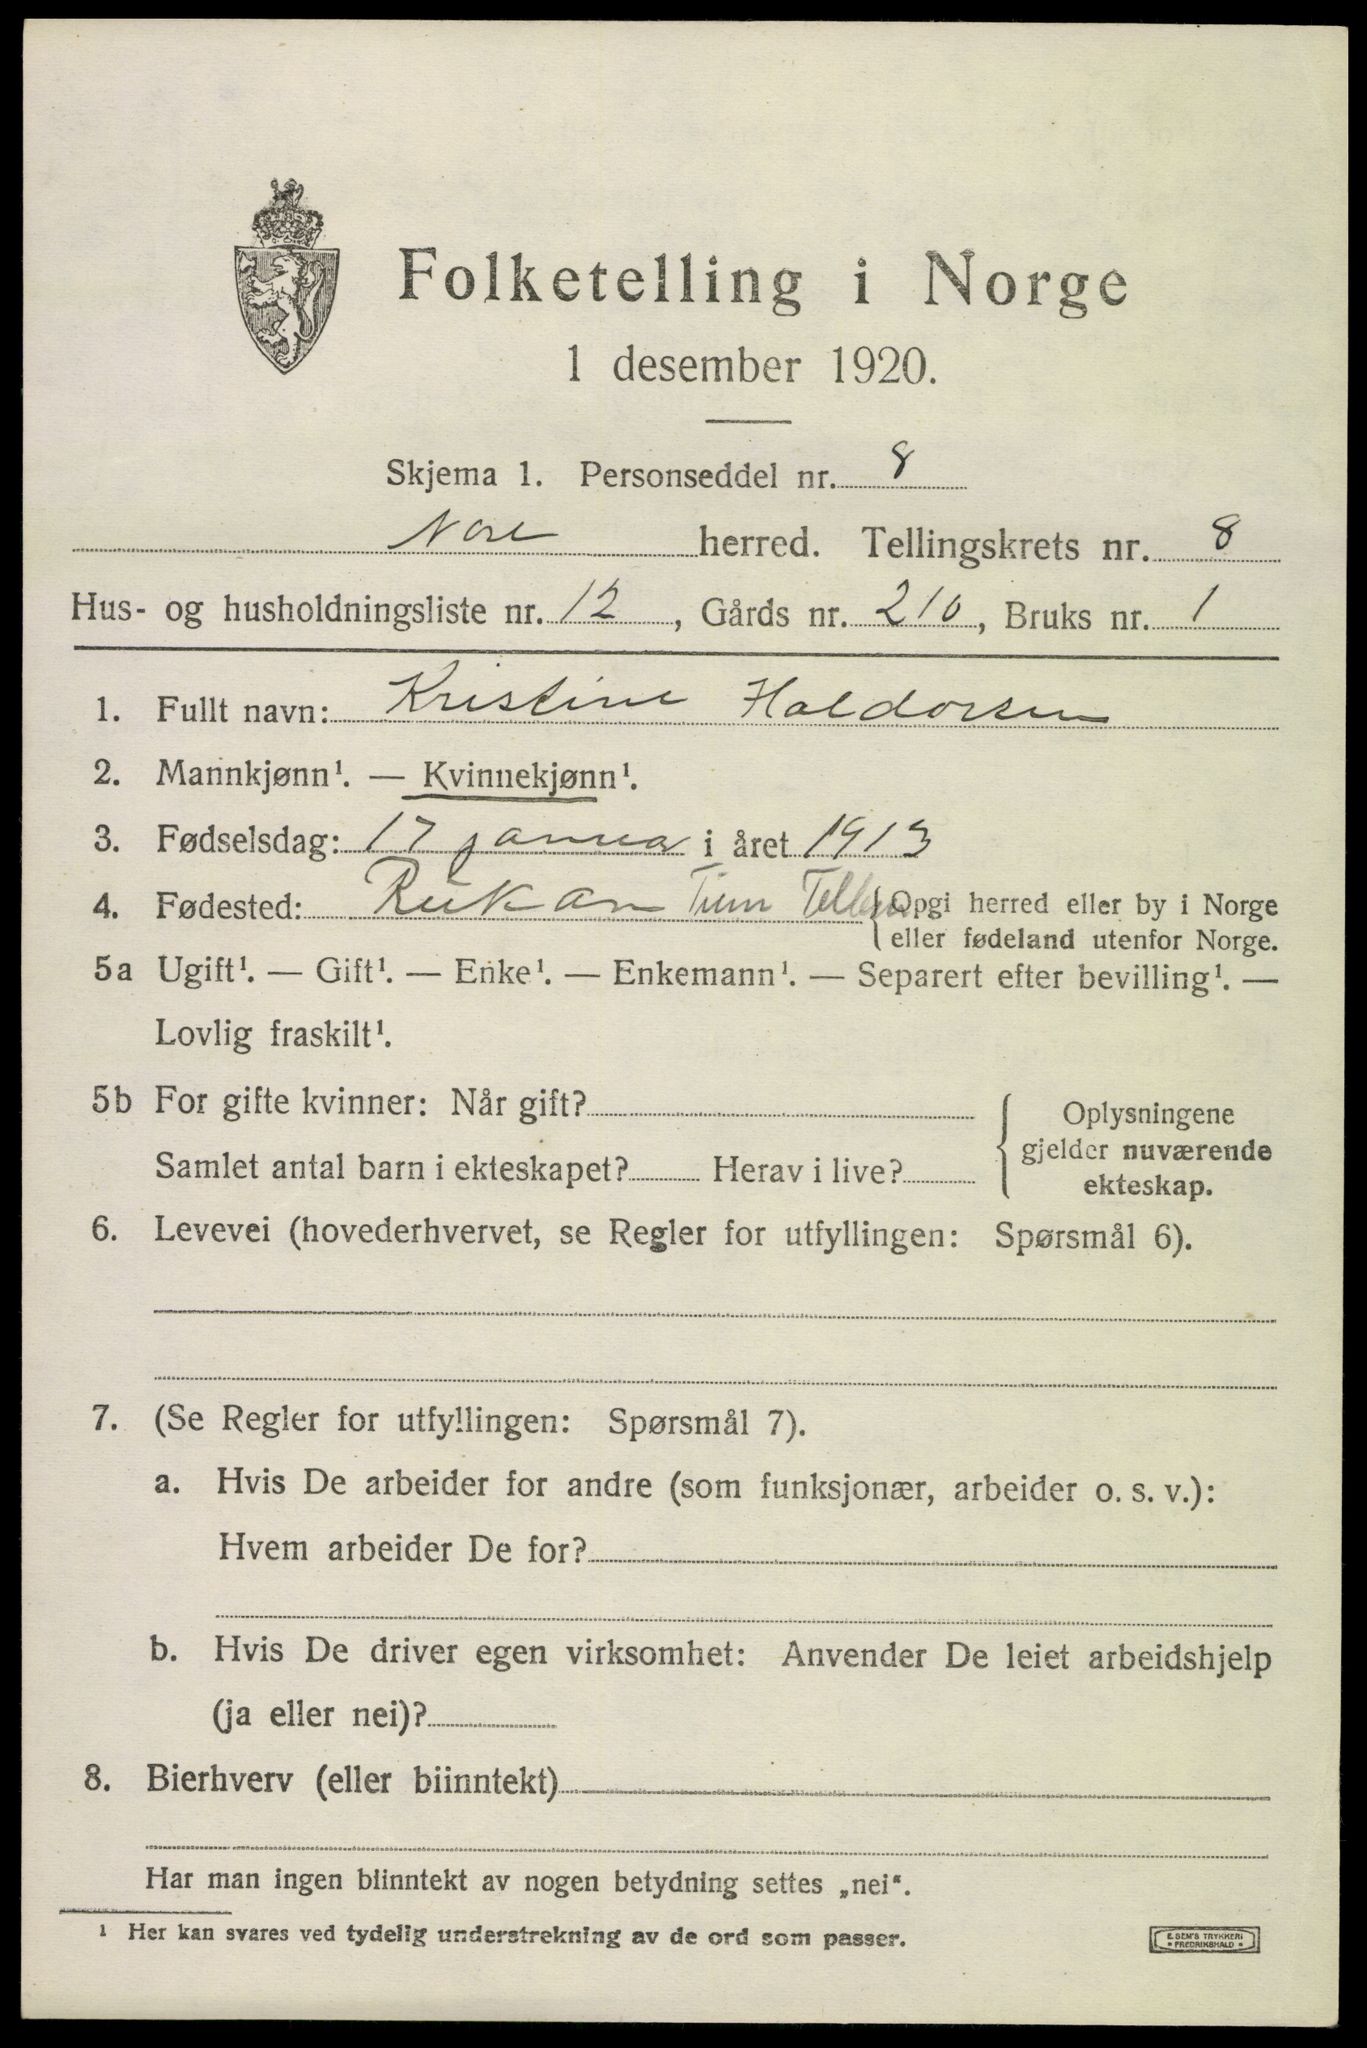 Folketelling i Norge
1 desember 1920.
Skjema 1. Personseddel nr. 8
Nore herred. Tellingskrets nr. 8
Hus- og husholdningsliste nr. 12, Gårds nr. 210, Bruks nr. 1
1. Fullt navn: Kristine Haldorsen
2. Mannkjønn¹. — Kvinnekjønn¹.
3. Fødselsdag: 17 januar i året 1913
4. Fødested: Rukan Tinn {Opgi herred eller by i Norge
eller fødeland utenfor Norge.
5a Ugift¹. — Gift¹. — Enke¹. — Enkemann¹. — Separert efter bevilling¹. —
Lovlig fraskilt¹.
5b For gifte kvinner: Når gift?
Samlet antal barn i ekteskapet? Herav i live?
{Oplysningene
gjelder nuværende
ekteskap.
6. Levevei (hovederhvervet, se Regler for utfyllingen: Spørsmål 6).
7. (Se Regler for utfyllingen: Spørsmål 7).
a. Hvis De arbeider for andre (som funksjonær, arbeider o. s. v.):
Hvem arbeider De for?
b. Hvis De driver egen virksomhet: Anvender De leiet arbeidshjelp
(ja eller nei)?
8. Bierhverv (eller biinntekt)
Har man ingen biinntekt av nogen betydning settes „nei“.
¹ Her kan svares ved tydelig understrekning av de ord som passer.
E. SEM'S TRYKKERI
• FREDRIKSHALD •